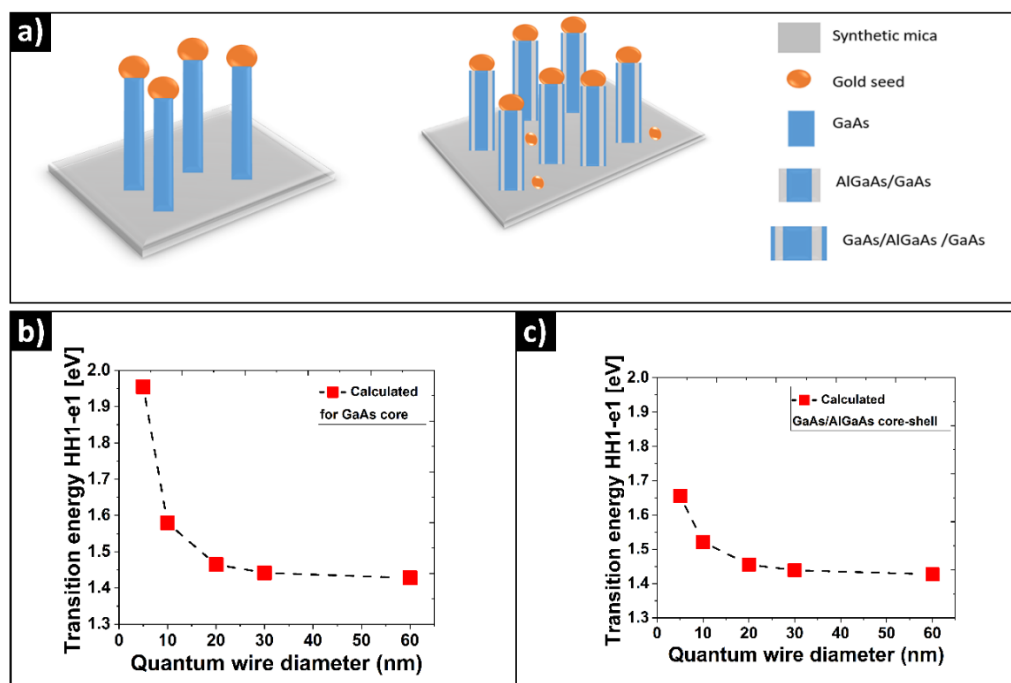 a)
Synthetic mica
Gold seed
GaAs
AlGaAs/GaAs
GaAs/AlGaAs /GaAs
b)
Transition energy HH1-e1 [eV]
2.0
1.9
1.8
1.7
1.6
1.5
1.4
1.3
Calculated
for GaAs core
0 10 20 30 40 50 60
Quantum wire diameter (nm)
c)
Transition energy HH1-e1 [eV]
2.0
1.9
1.8
1.7
1.6
1.5
1.4
1.3
Calculated
GaAs/AlGaAs core-shell
0 10 20 30 40 50 60
Quantum wire diameter (nm)